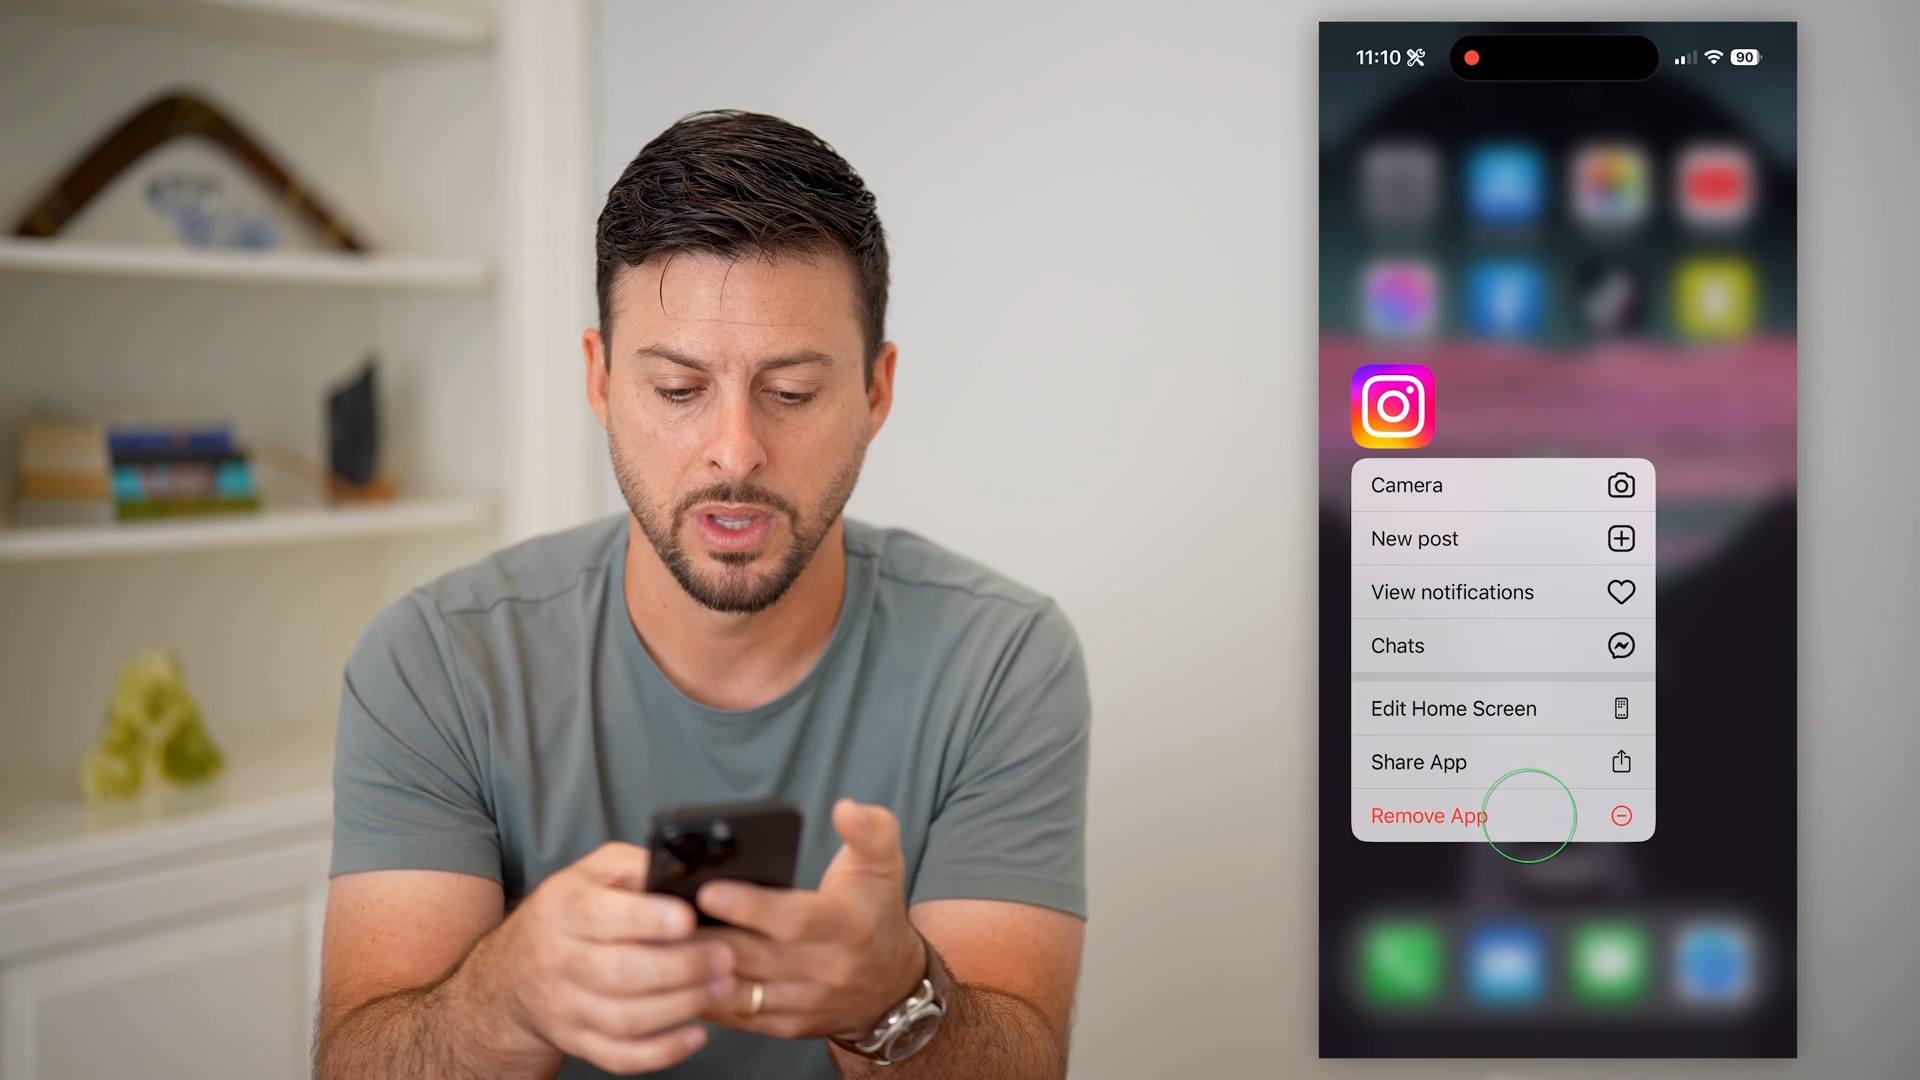 11:10
90
Camera
New post
View notifications
Chats
Edit Home Screen
Share App
Remove App